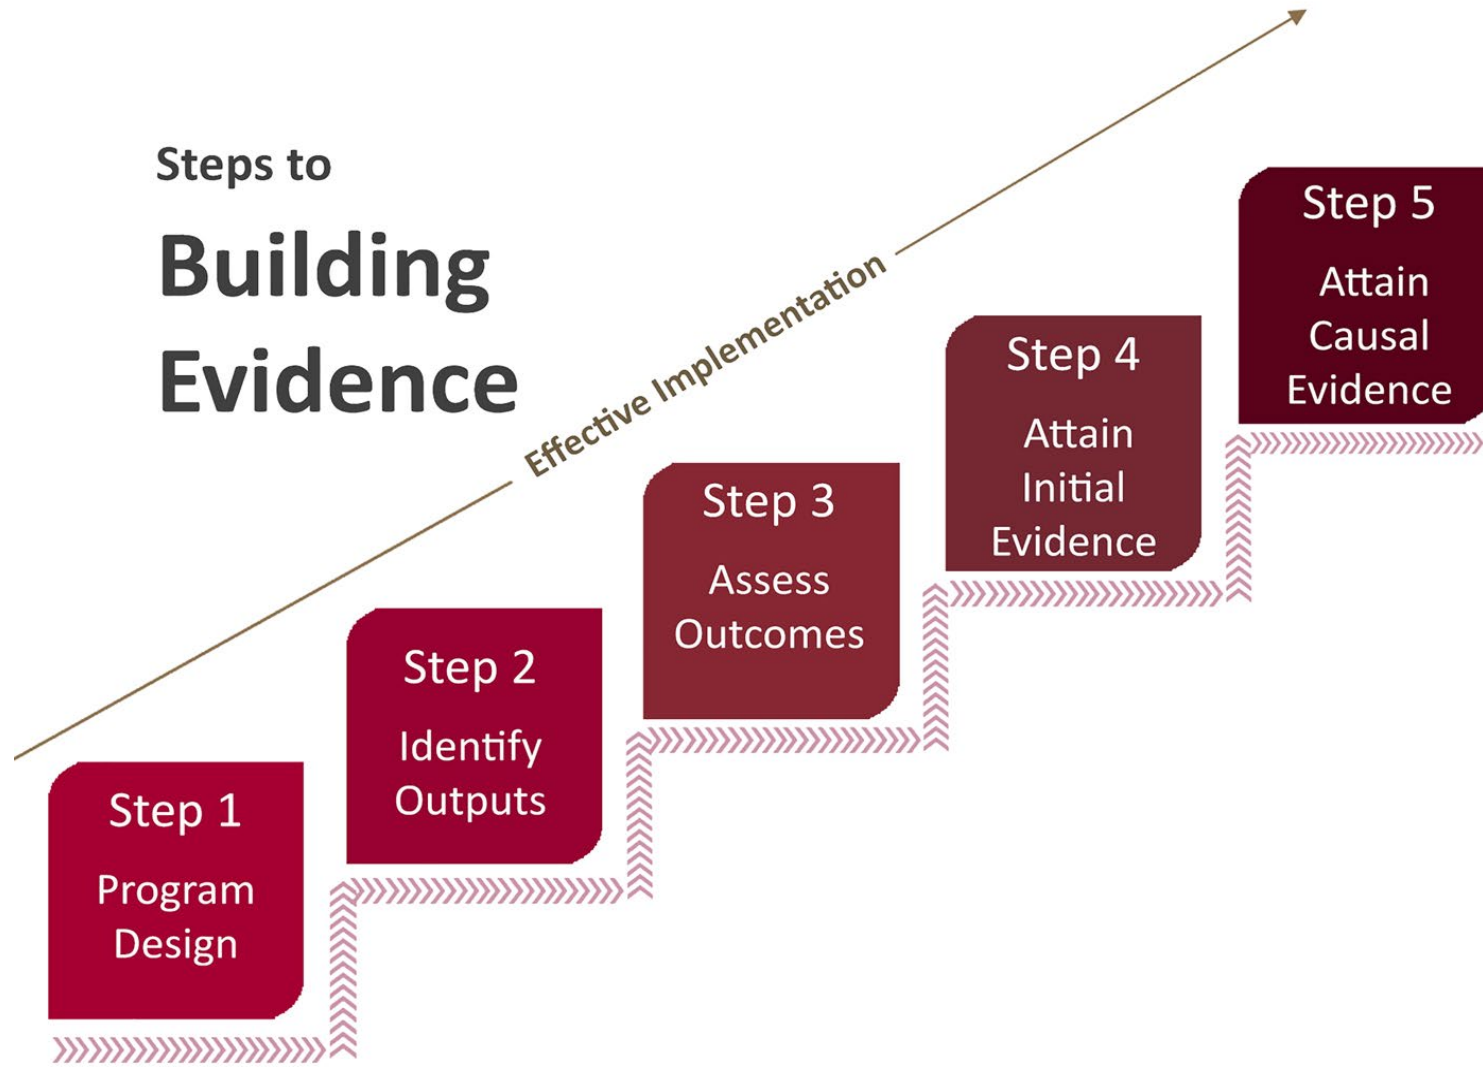 Steps to
Building
Evidence
Effective Implementation
Step 1
Program
Design
Step 2
Identify
Outputs
Step 3
Assess
Outcomes
Step 4
Attain
Initial
Evidence
Step 5
Attain
Causal
Evidence